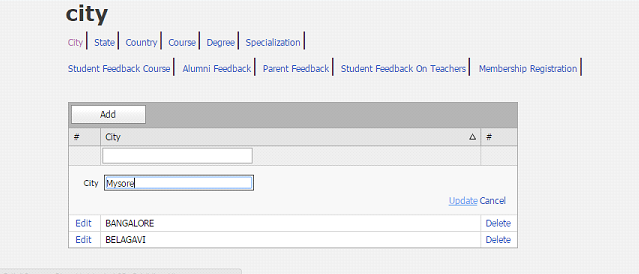 city
City State Country Course Degree Specialization
Student Feedback Course Alumni Feedback Parent Feedback Student Feedback On Teachers Membership Registration
Add
# City #
City Mysore
Update Cancel
Edit BANGALORE Delete
Edit BELAGAVI Delete